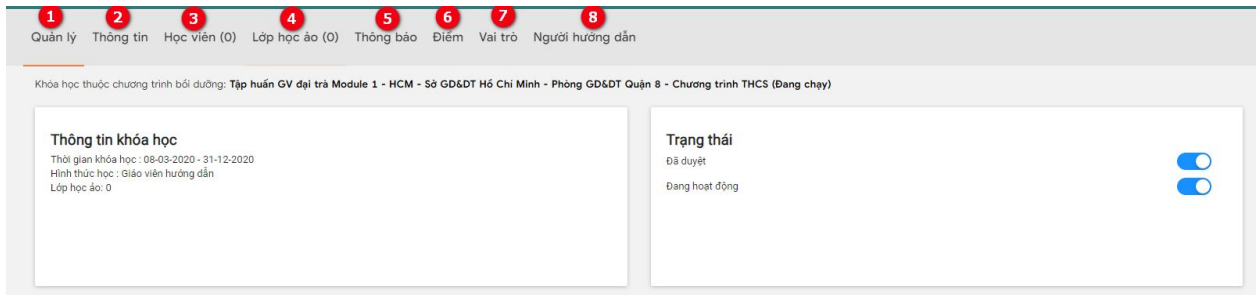 1 2 3 4 5 6 7 8
Quản lý Thông tin Học viên (0) Lớp học ảo (0) Thông báo Điểm Vai trò Người hướng dẫn
Khóa học thuộc chương trình bồi dưỡng: Tập huấn GV đại trà Module 1 - HCM - Sở GD&DT Hồ Chí Minh - Phòng GD&DT Quận 8 - Chương trình THCS (Đang chạy)
Thông tin khóa học
Thời gian khóa học : 08-03-2020 - 31-12-2020
Hình thức học : Giáo viên hướng dẫn
Lớp học ảo: 0
Trạng thái
Đã duyệt
Đang hoạt động